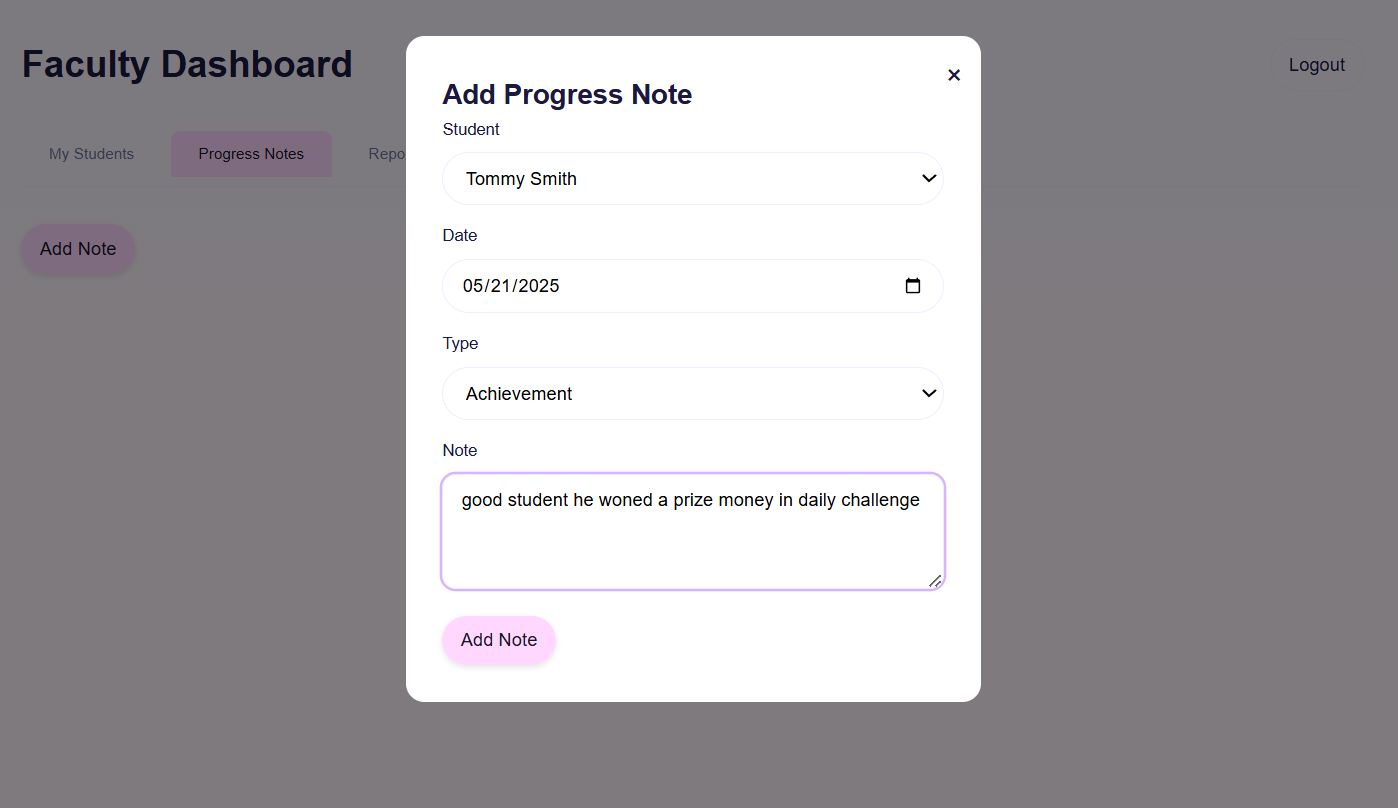 Faculty Dashboard
Logout
My Students
Progress Notes
Repo
Add Note
×
Add Progress Note
Student
Tommy Smith
Date
05/21/2025
Type
Achievement
Note
good student he woned a prize money in daily challenge
Add Note